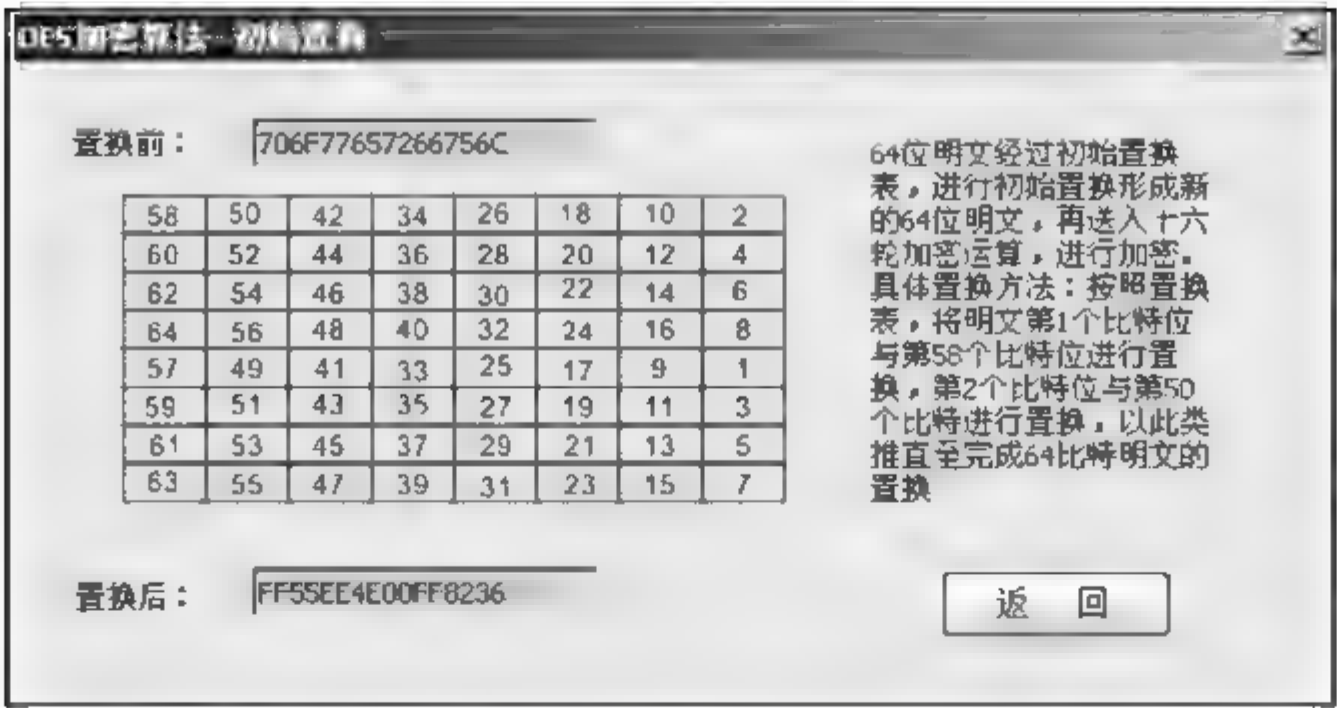 DES加密算法--初始置换
置换前： 706F77657266756C
58 50 42 34 26 18 10 2
60 52 44 36 28 20 12 4
62 54 46 38 30 22 14 6
64 56 48 40 32 24 16 8
57 49 41 33 25 17 9 1
59 51 43 35 27 19 11 3
61 53 45 37 29 21 13 5
63 55 47 39 31 23 15 7
置换后： FF55EE4E00FF8236
64位明文经过初始置换
表，进行初始置换形成新
的64位明文，再送入十六
轮加密运算，进行加密。
具体置换方法：按照置换
表，将明文第1个比特位
与第58个比特位进行置
换，第2个比特位与第50
个比特进行置换，以此类
推直至完成64比特明文的
置换
返 回